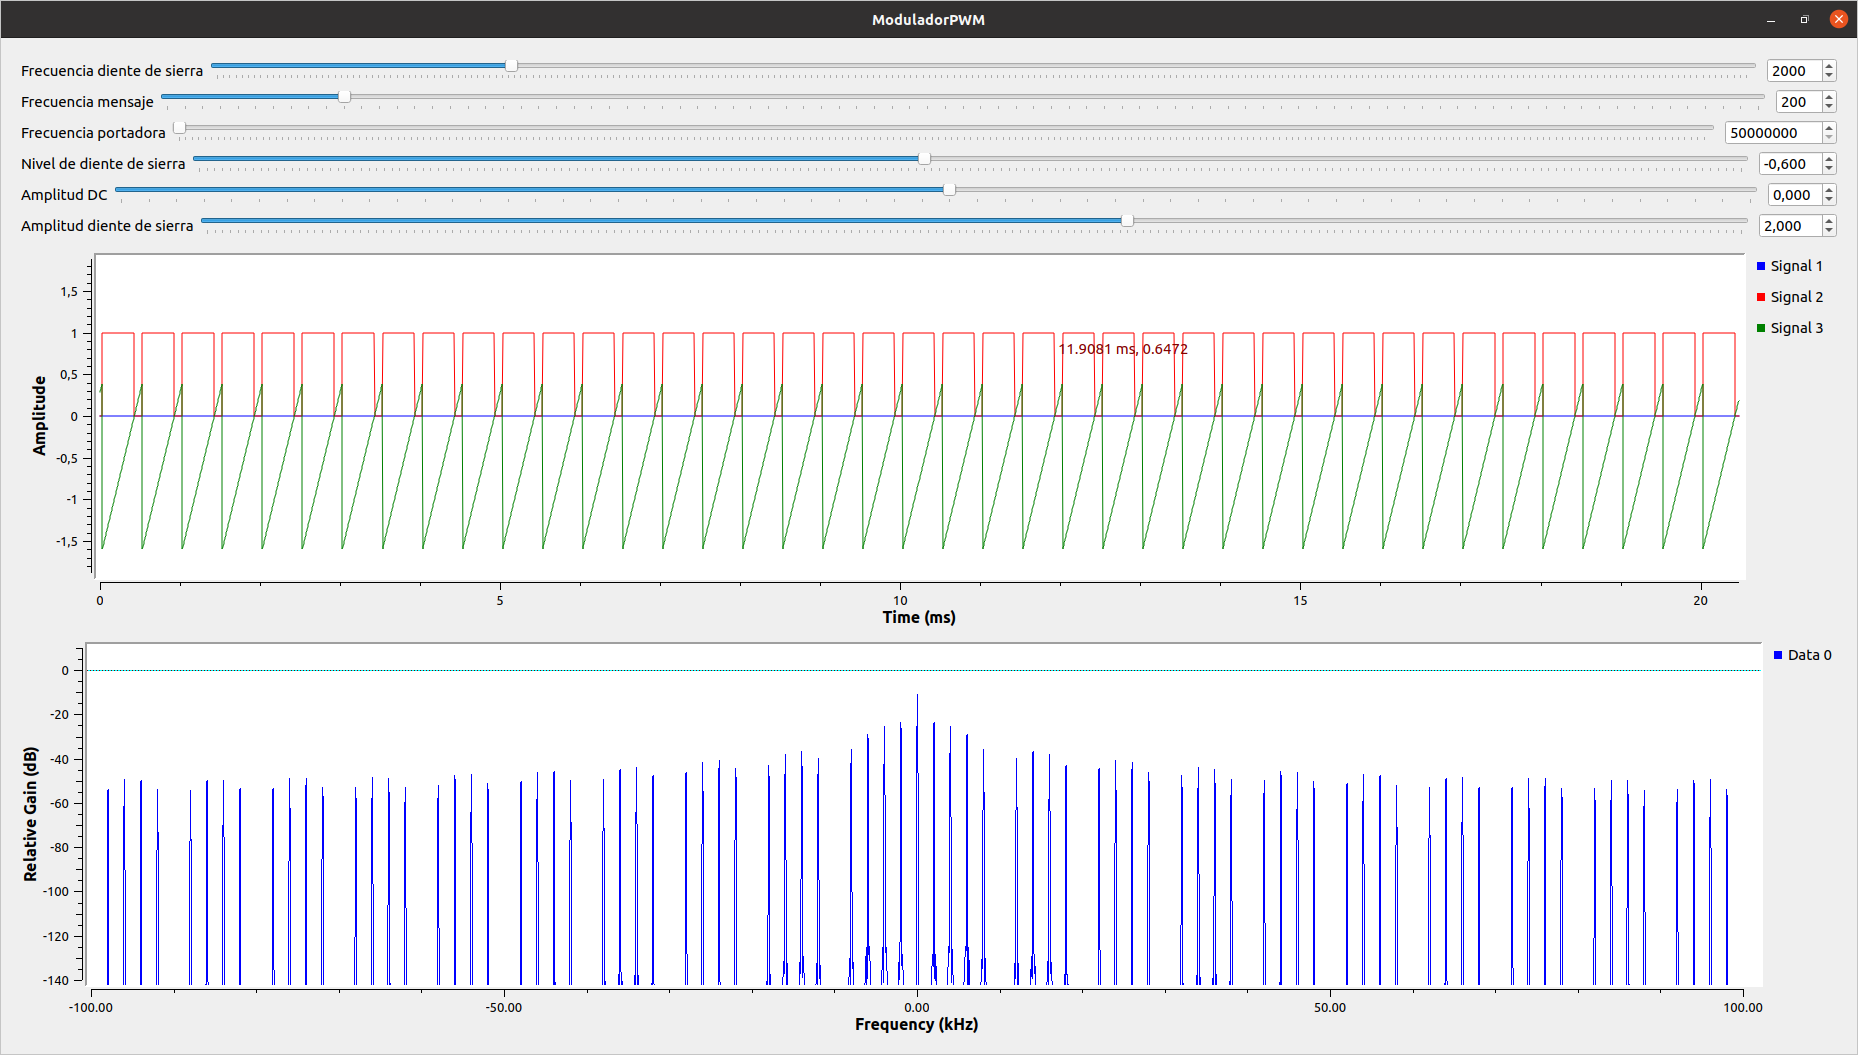 ModuladorPWM
Frecuencia diente de sierra 2000
Frecuencia mensaje 200
Frecuencia portadora 50000000
Nivel de diente de sierra -0,600
Amplitud DC 0,000
Amplitud diente de sierra 2,000
Amplitude
1,5
1
0,5
0
-0,5
-1
-1,5
11.9081 ms, 0.6472
Signal 1
Signal 2
Signal 3
0 5 10 15 20
Time (ms)
Relative Gain (dB)
0
-20
-40
-60
-80
-100
-120
-140
Data 0
-100.00 -50.00 0.00 50.00 100.00
Frequency (kHz)